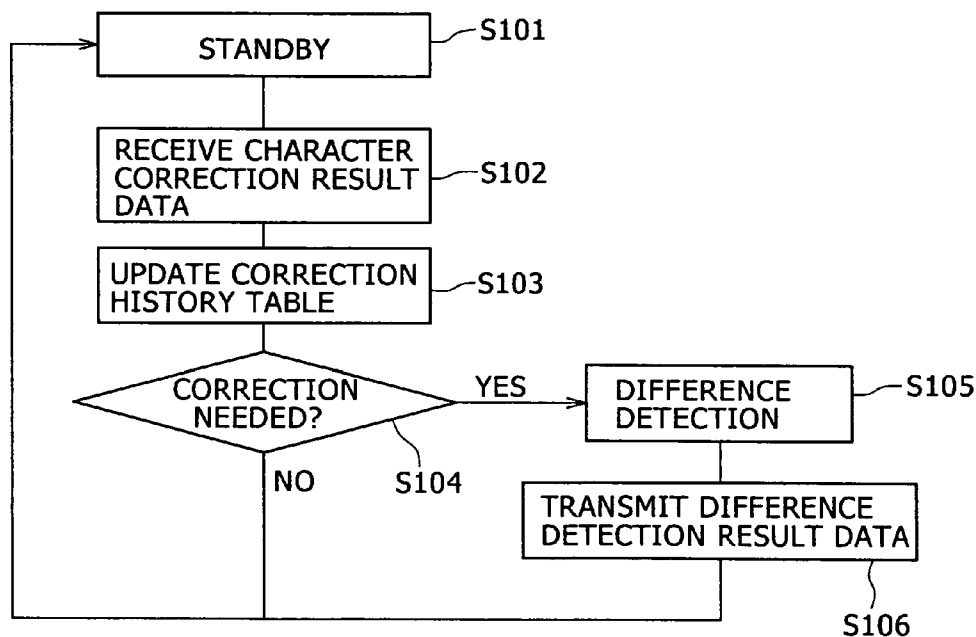 STANDBY
S101
RECEIVE CHARACTER
CORRECTION RESULT
DATA
S102
UPDATE CORRECTION
HISTORY TABLE
S103
CORRECTION
NEEDED?
S104
YES
NO
DIFFERENCE
DETECTION
S105
TRANSMIT DIFFERENCE
DETECTION RESULT DATA
S106